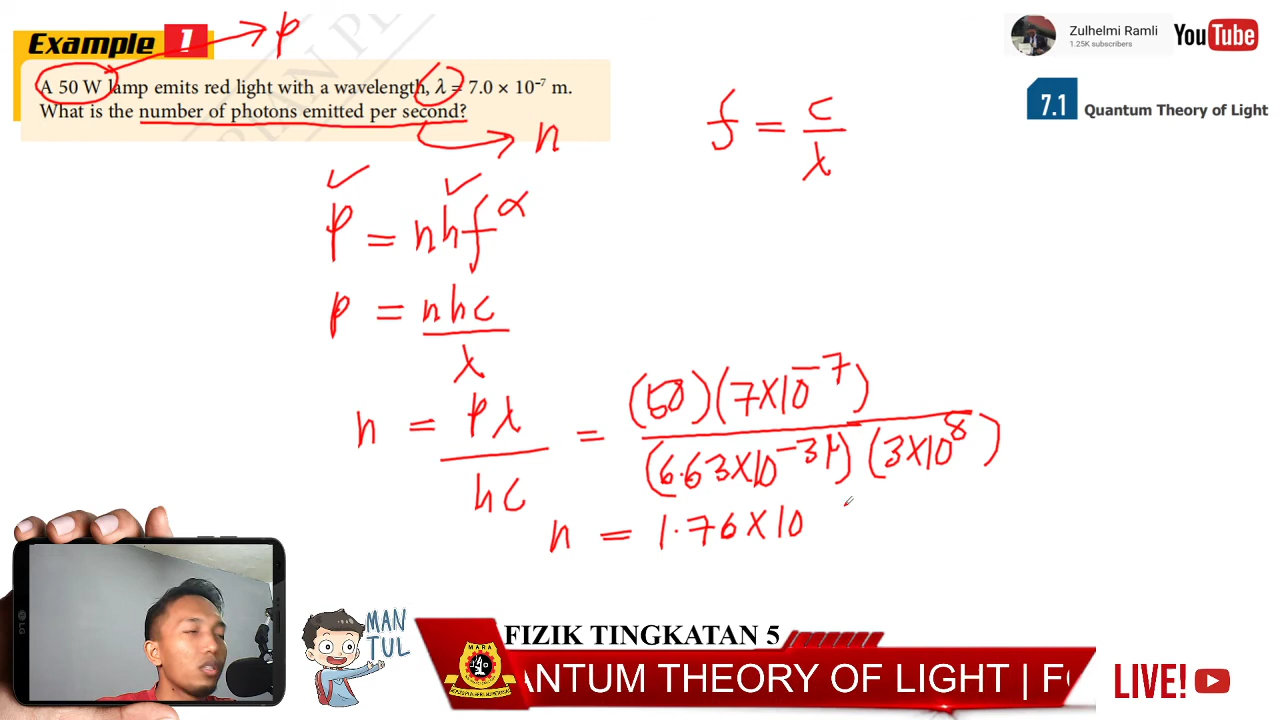 Example 1
P
A 50 W lamp emits red light with a wavelength, λ = 7.0 × 10⁻⁷ m.
What is the number of photons emitted per second?
n
f = c/λ
P = nhf α
P = nhc/λ
n = Pλ/hc = (50)(7×10⁻⁷)/(6.63×10⁻³⁴)(3×10⁸)
n = 1.76×10
Zulhelmi Ramli
1.25K subscribers
YouTube
7.1 Quantum Theory of Light
LG
MAN
TUL
MARA
FIZIK TINGKATAN 5
ANTUM THEORY OF LIGHT | FO
LIVE!